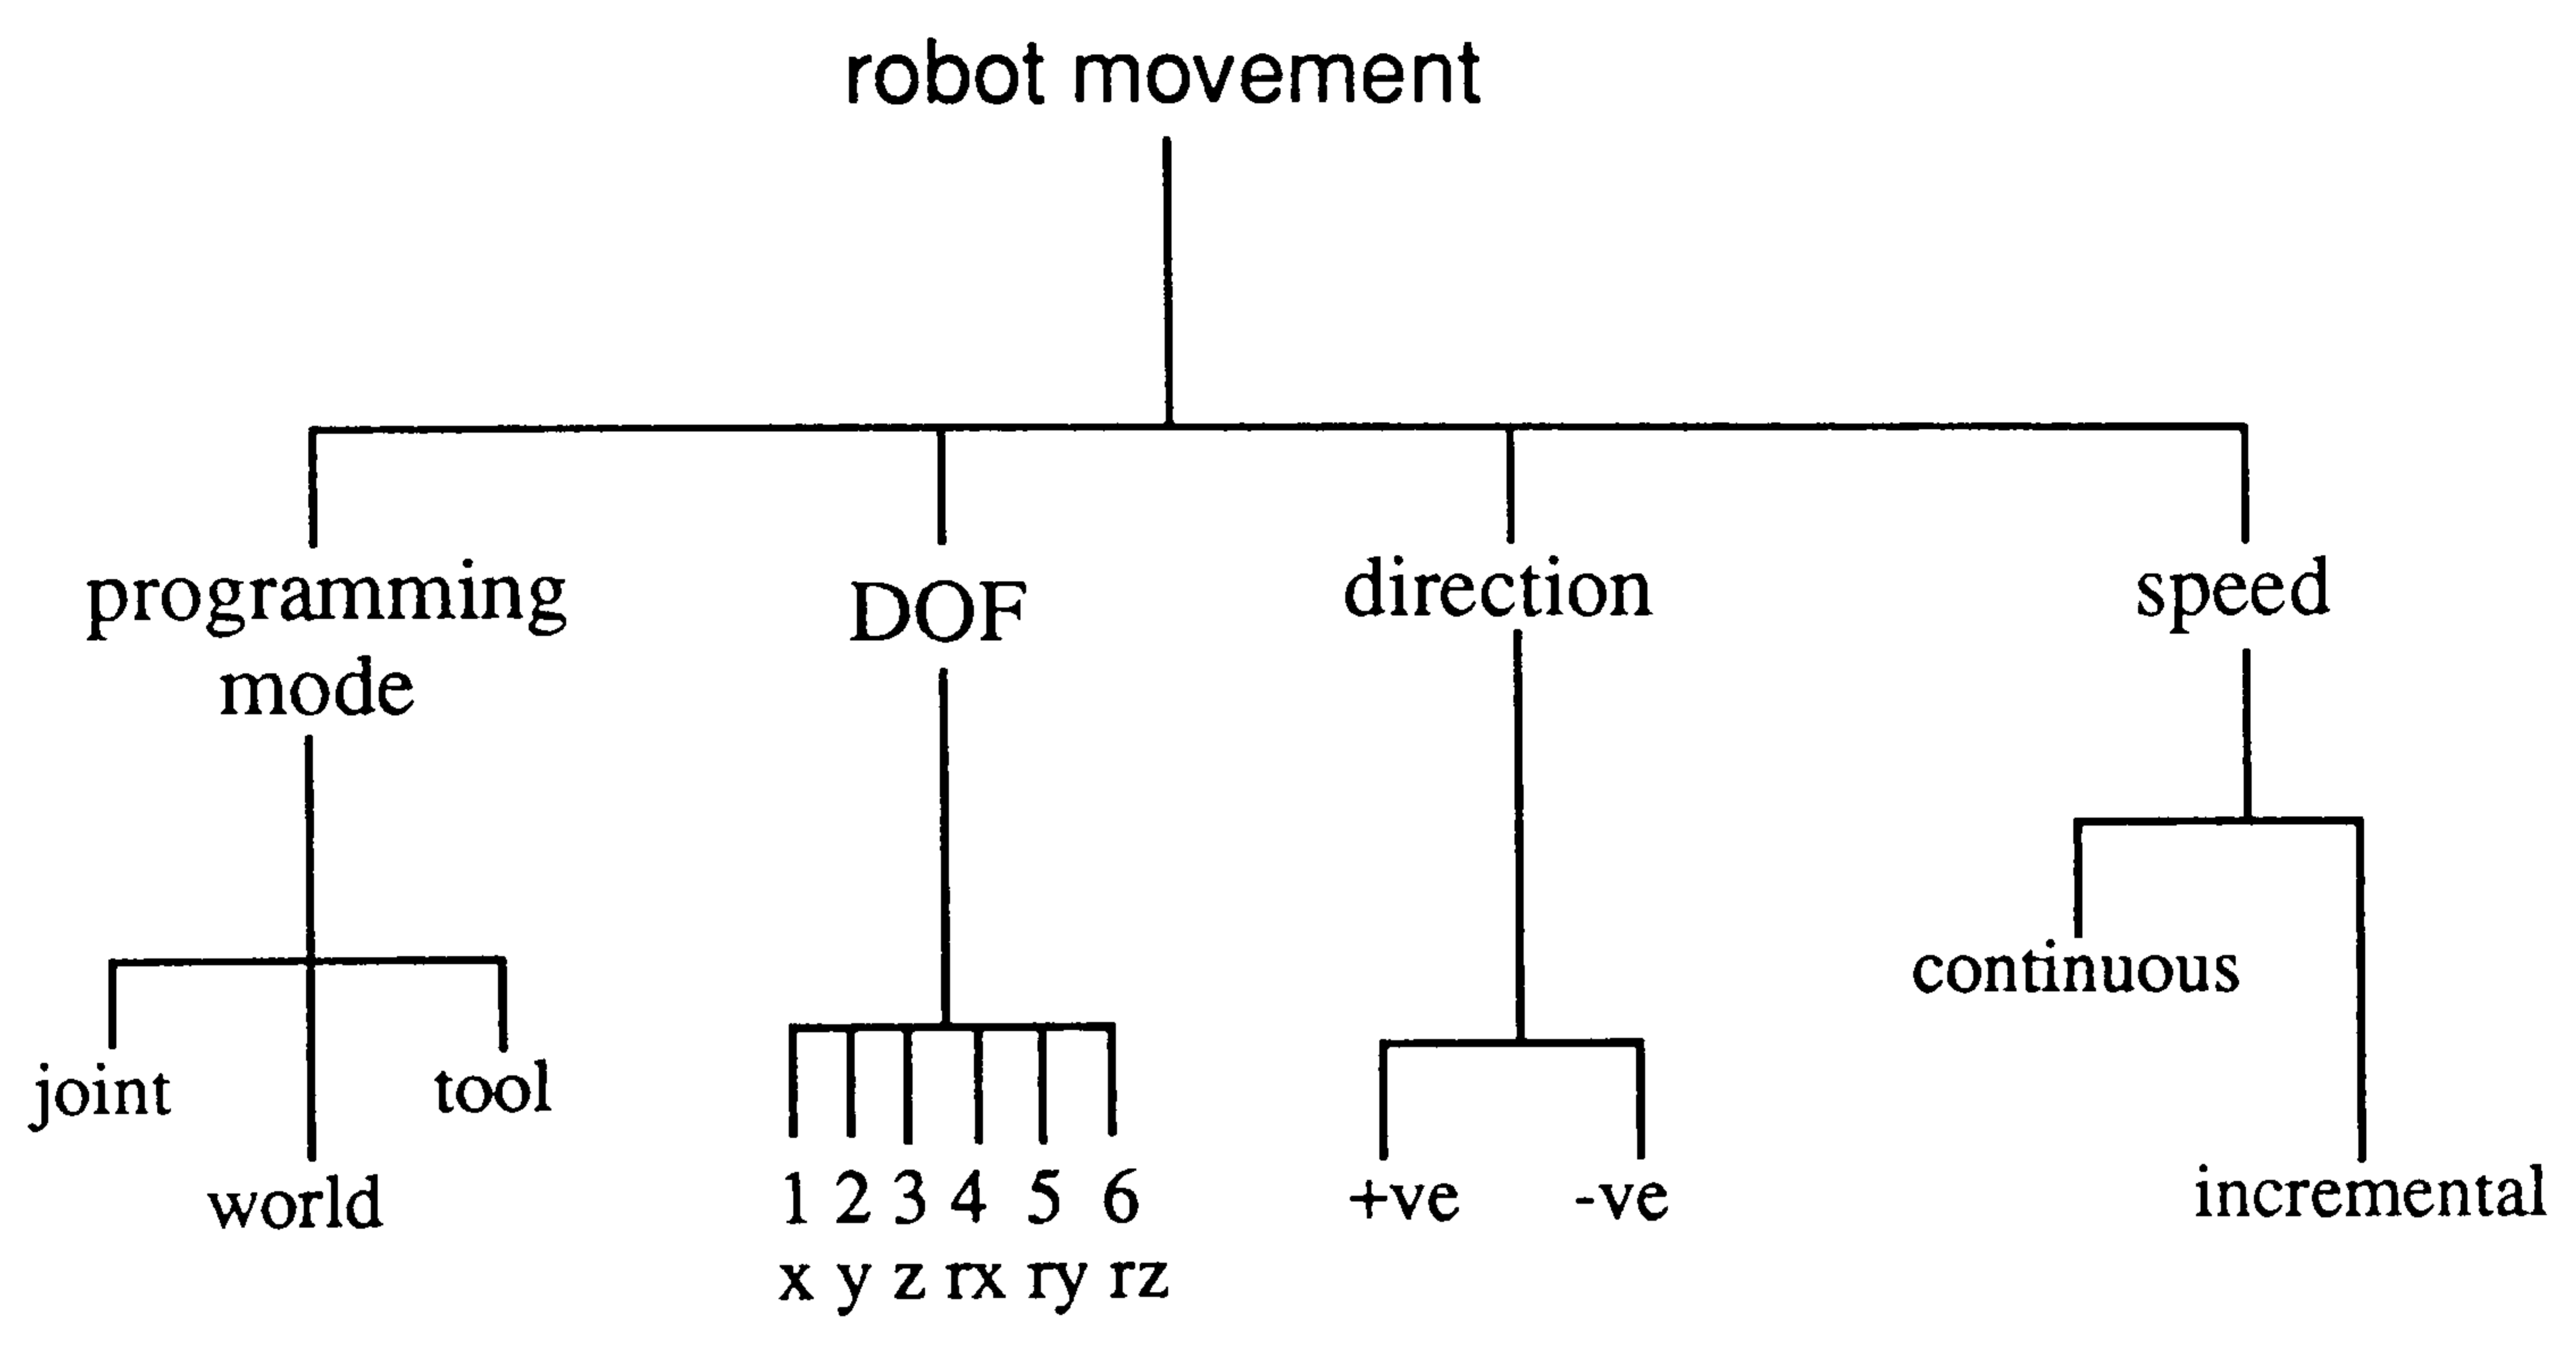 robot movement
programming
mode
DOF
direction
speed
continuous
joint
tool
world
1 2 3 4 5 6
x y z rx ry rz
+ve
-ve
incremental